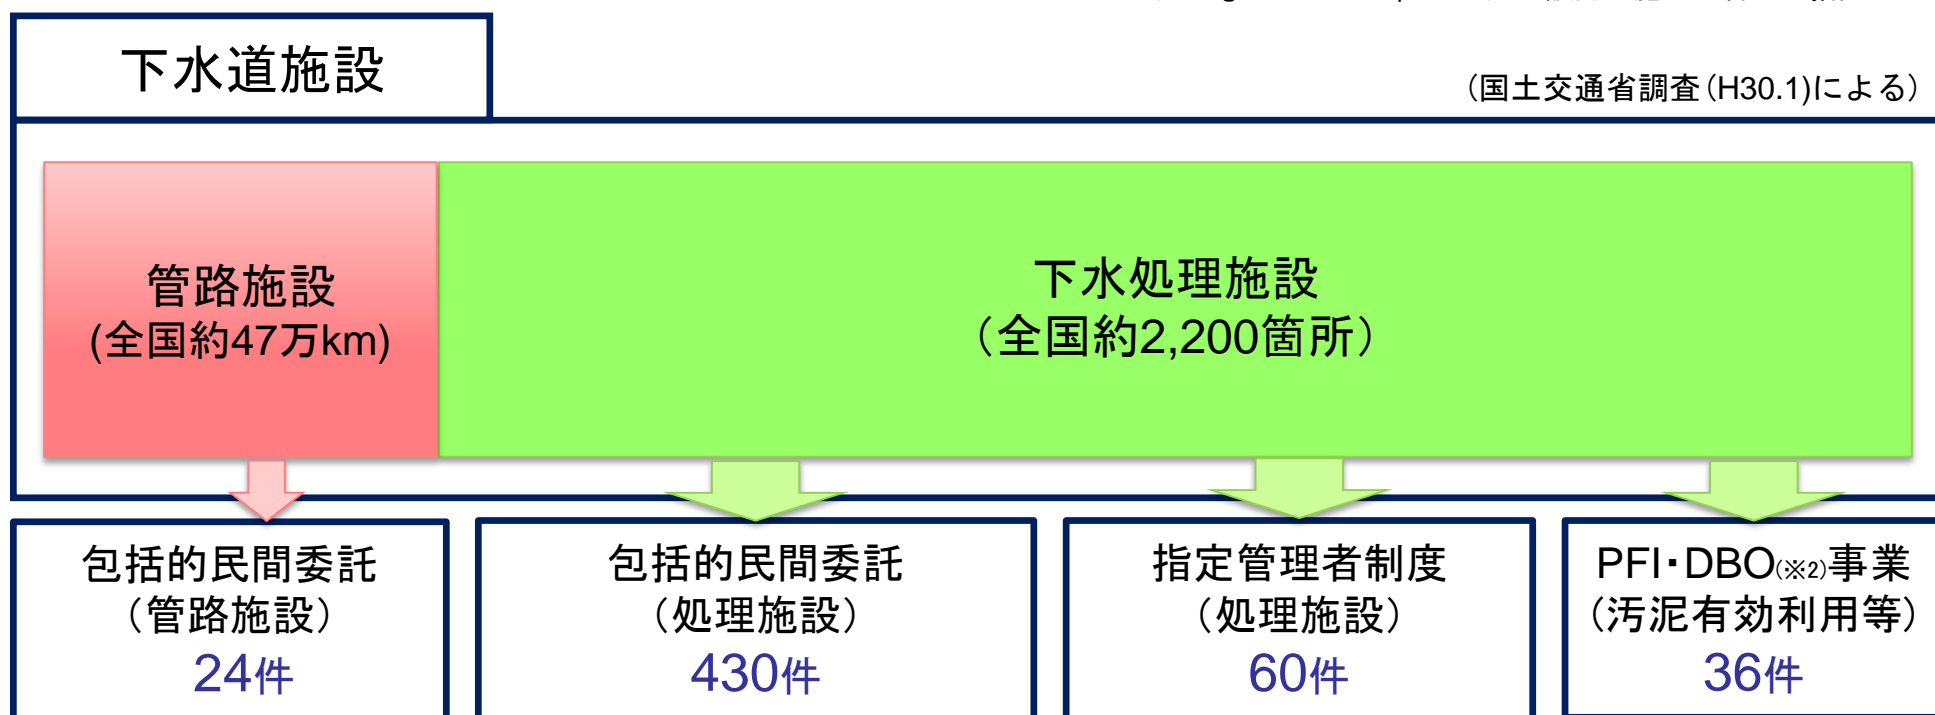 下水道施設
(国土交通省調査(H30.1)による)
管路施設
(全国約47万km)
下水処理施設
(全国約2,200箇所)
包括的民間委託
(管路施設)
24件
包括的民間委託
(処理施設)
430件
指定管理者制度
(処理施設)
60件
PFI・DBO(※2)事業
(汚泥有効利用等)
36件